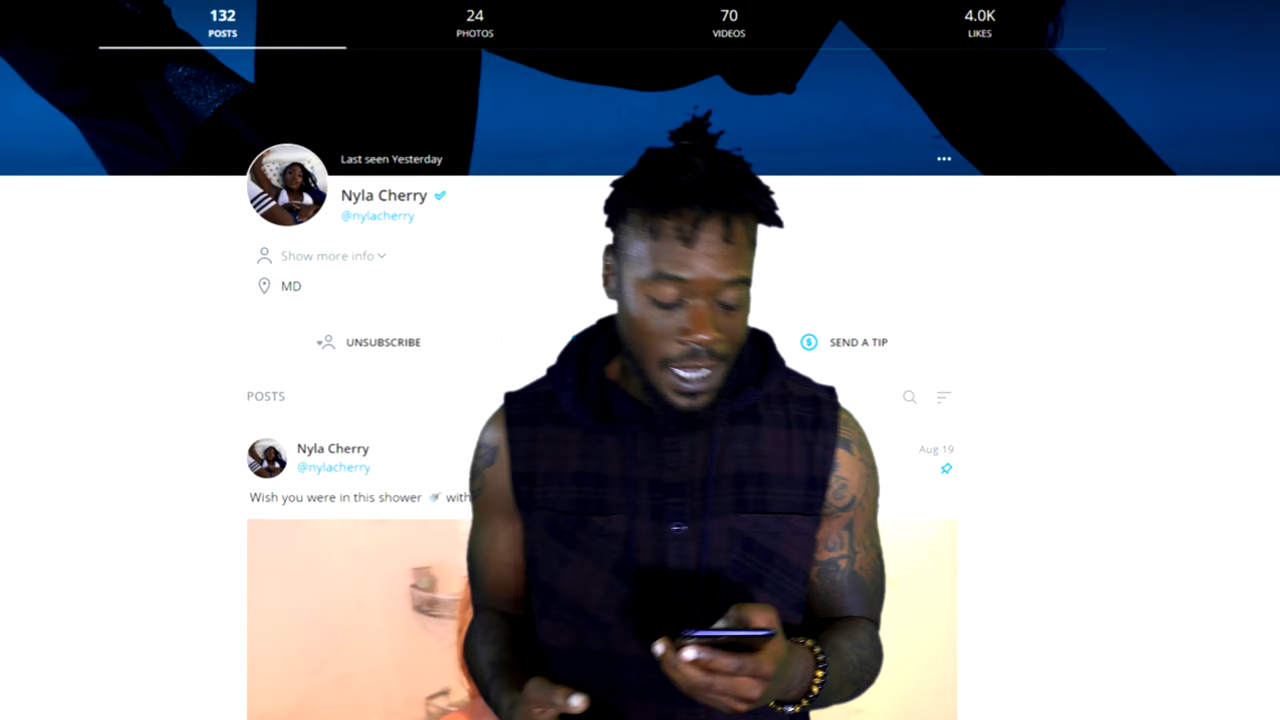 132 24 70 4.0K
POSTS PHOTOS VIDEOS LIKES
Last seen Yesterday
Nyla Cherry
@nylacherry
Show more info
MD
UNSUBSCRIBE SEND A TIP
POSTS
Nyla Cherry Aug 19
@nylacherry
Wish you were in this shower with